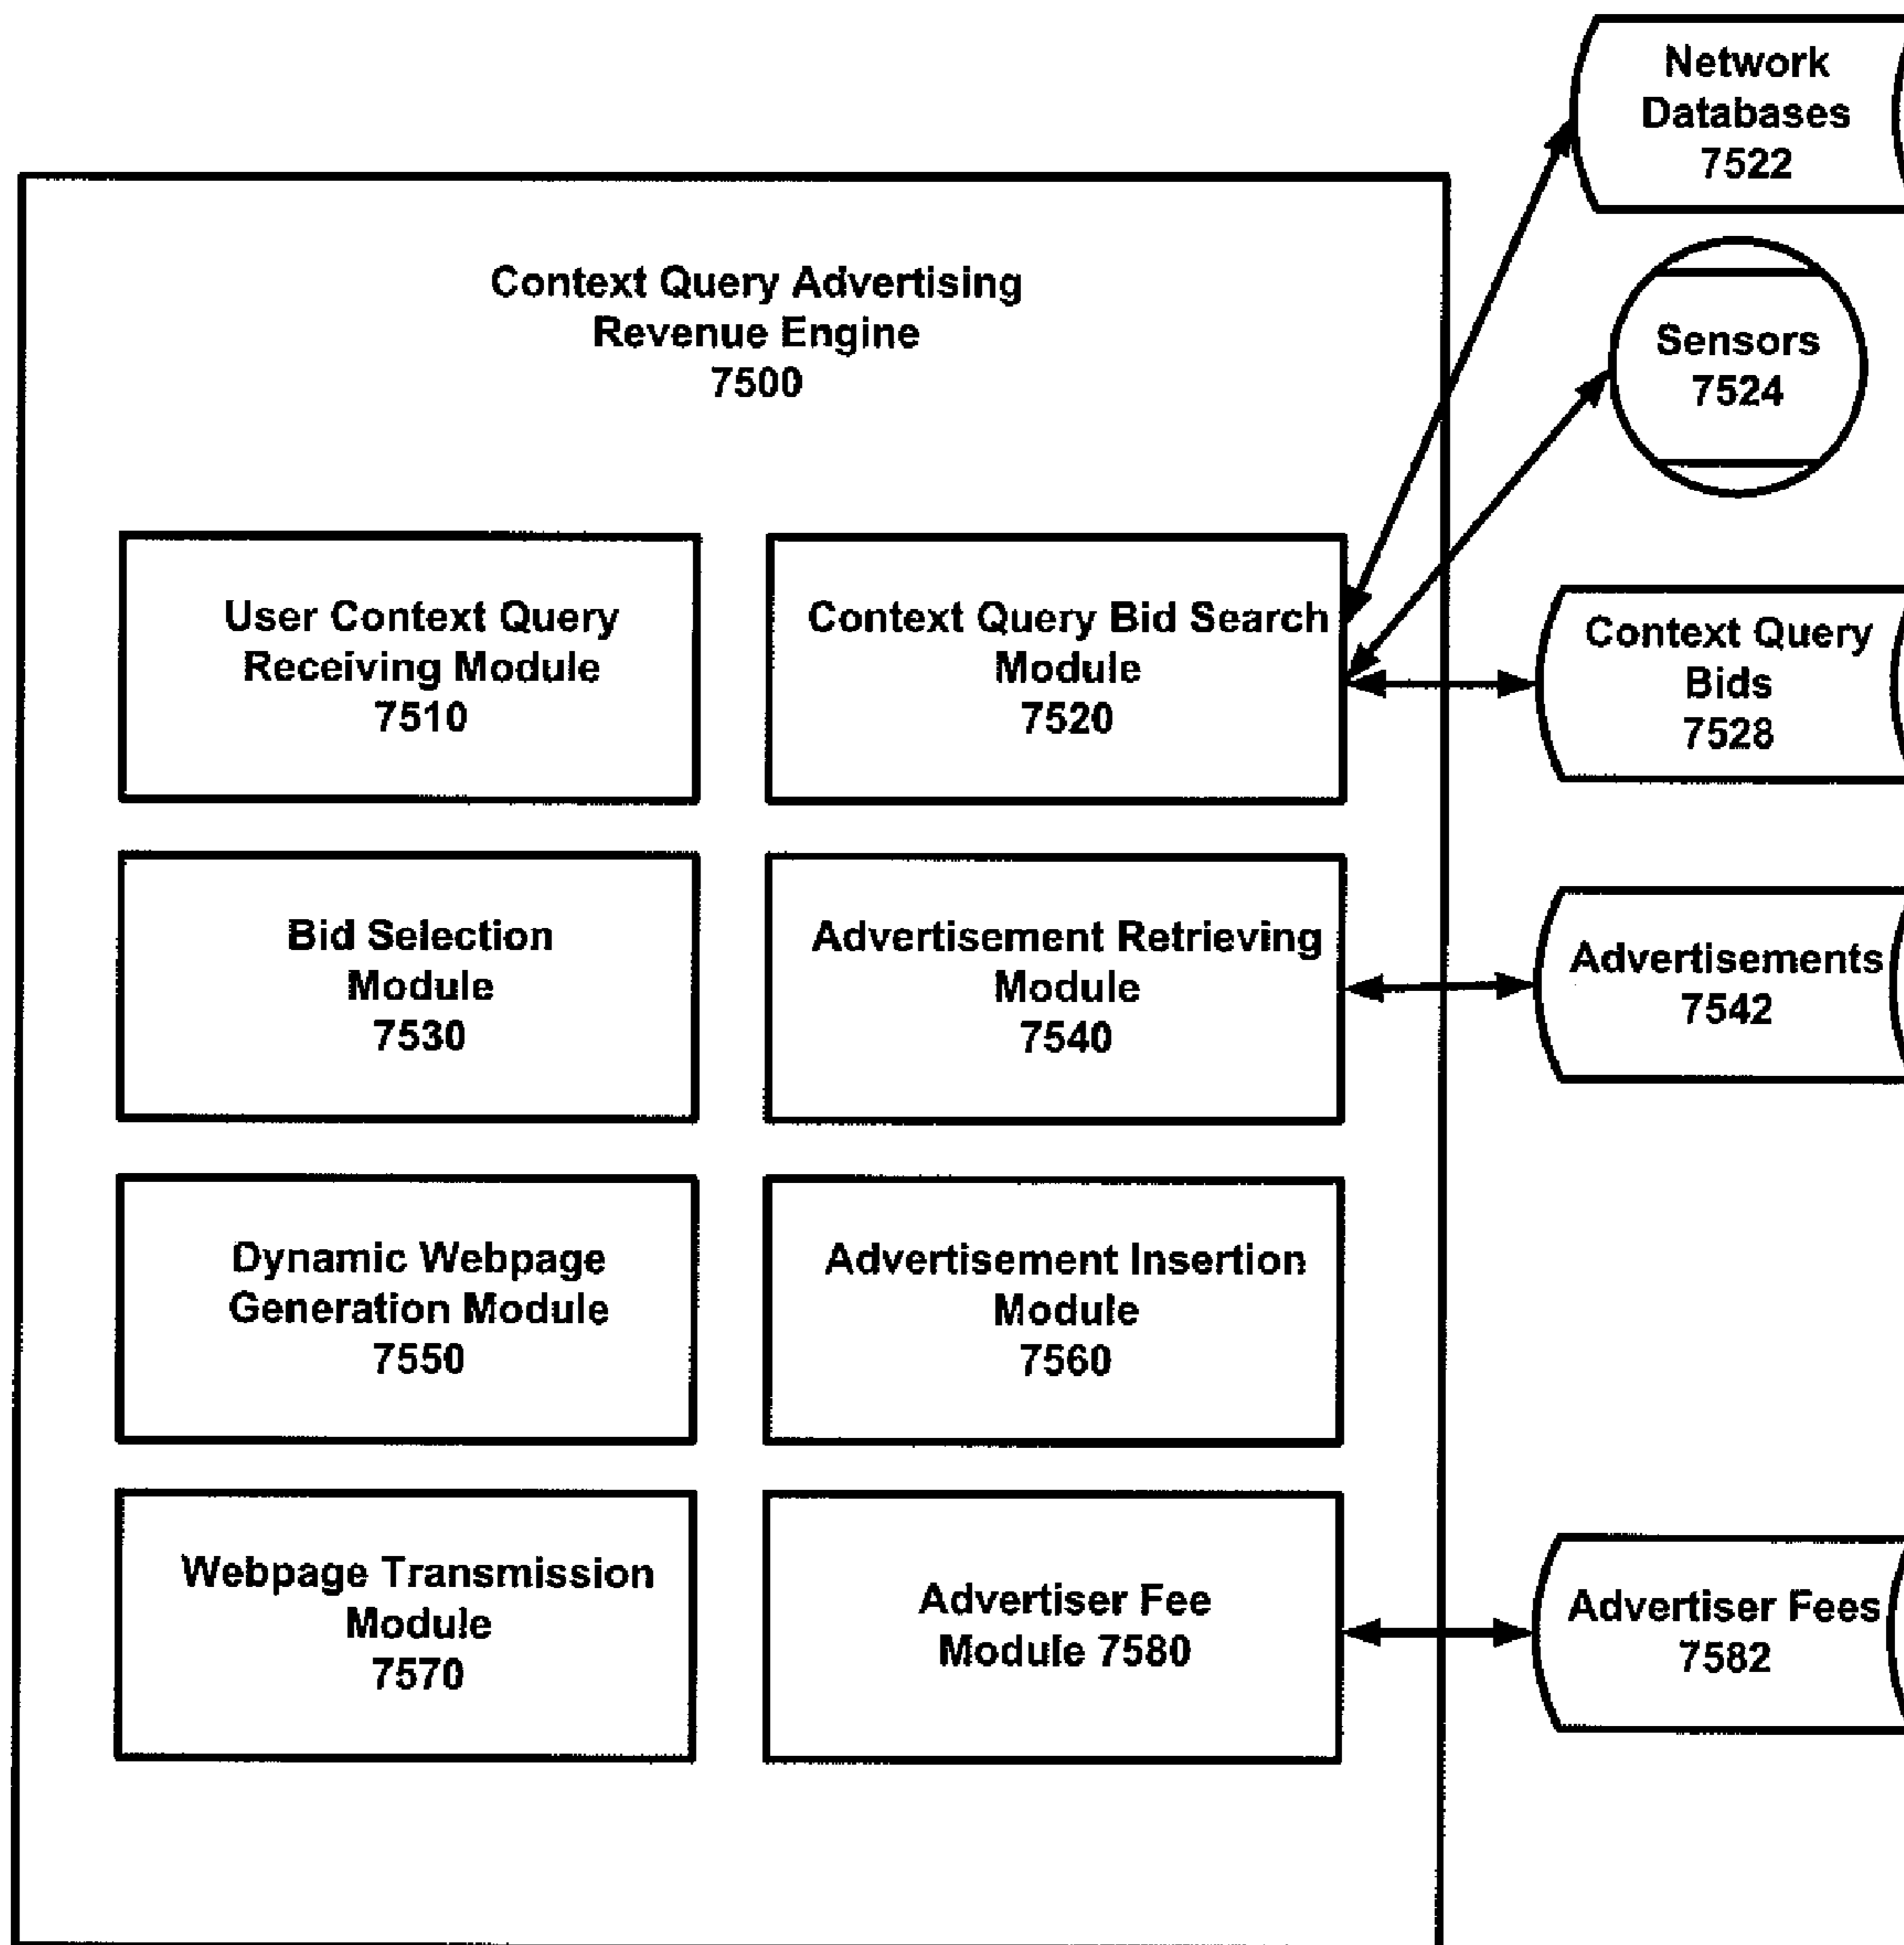 Network
Databases
7522
Context Query Advertising
Revenue Engine
7500
Sensors
7524
User Context Query
Receiving Module
7510
Context Query Bid Search
Module
7520
Context Query
Bids
7528
Bid Selection
Module
7530
Advertisement Retrieving
Module
7540
Advertisements
7542
Dynamic Webpage
Generation Module
7550
Advertisement Insertion
Module
7560
Webpage Transmission
Module
7570
Advertiser Fee
Module 7580
Advertiser Fees
7582